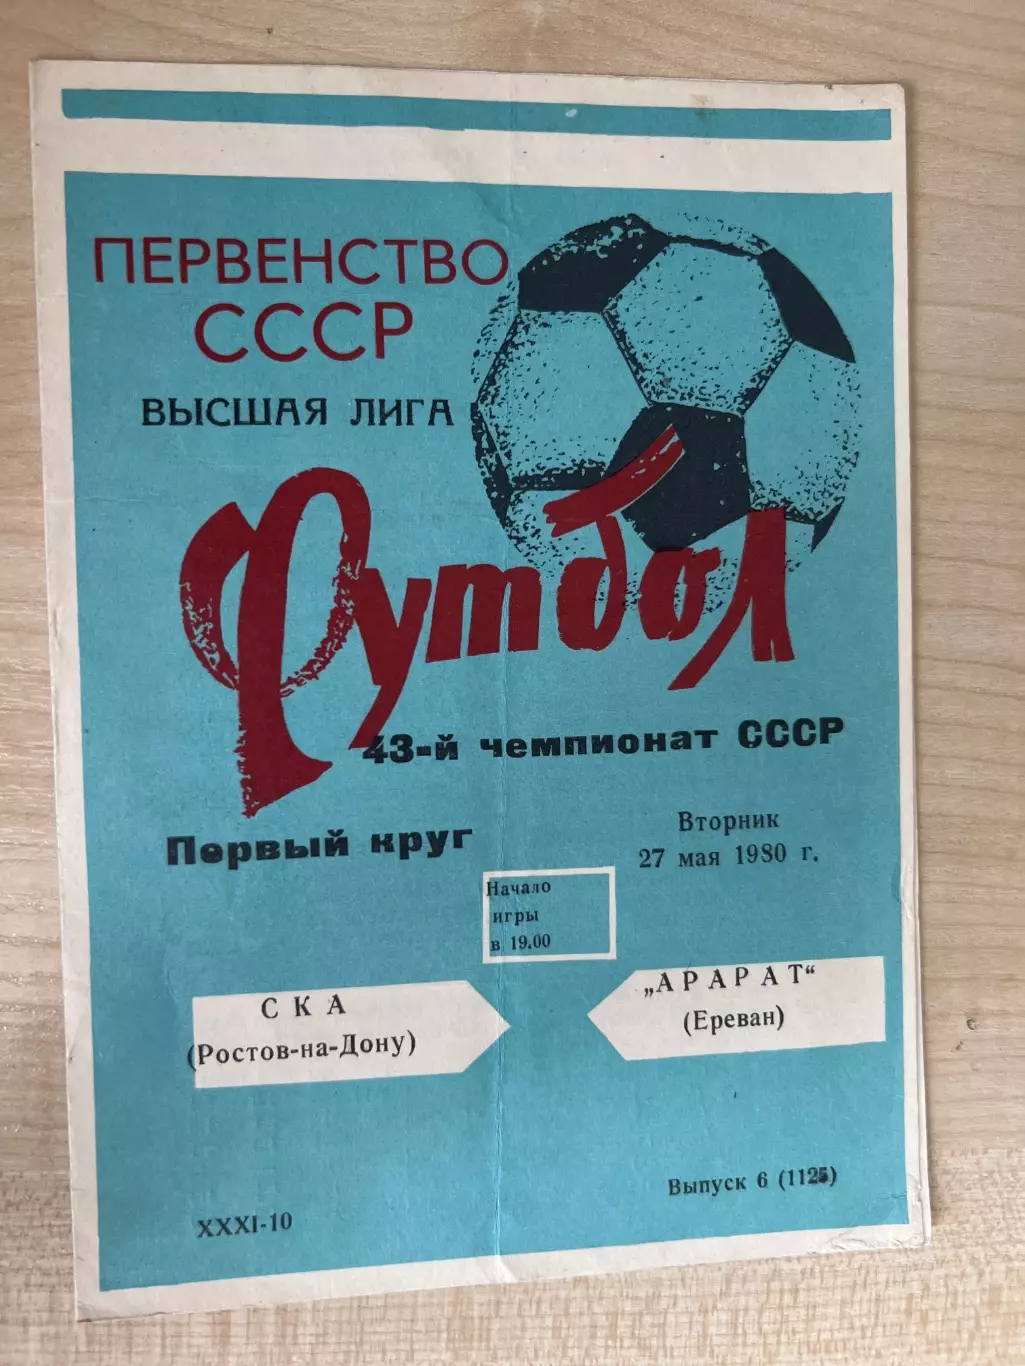 ПЕРВЕНСТВО
СССР
ВЫСШАЯ ЛИГА
Футбол
43-й чемпионат СССР
Первый круг
Вторник
27 мая 1980 г.
Начало
игры
в 19.00
СКА
(Ростов-на-Дону)
„АРАРАТ“
(Ереван)
Выпуск 6 (1125)
XXXI-10